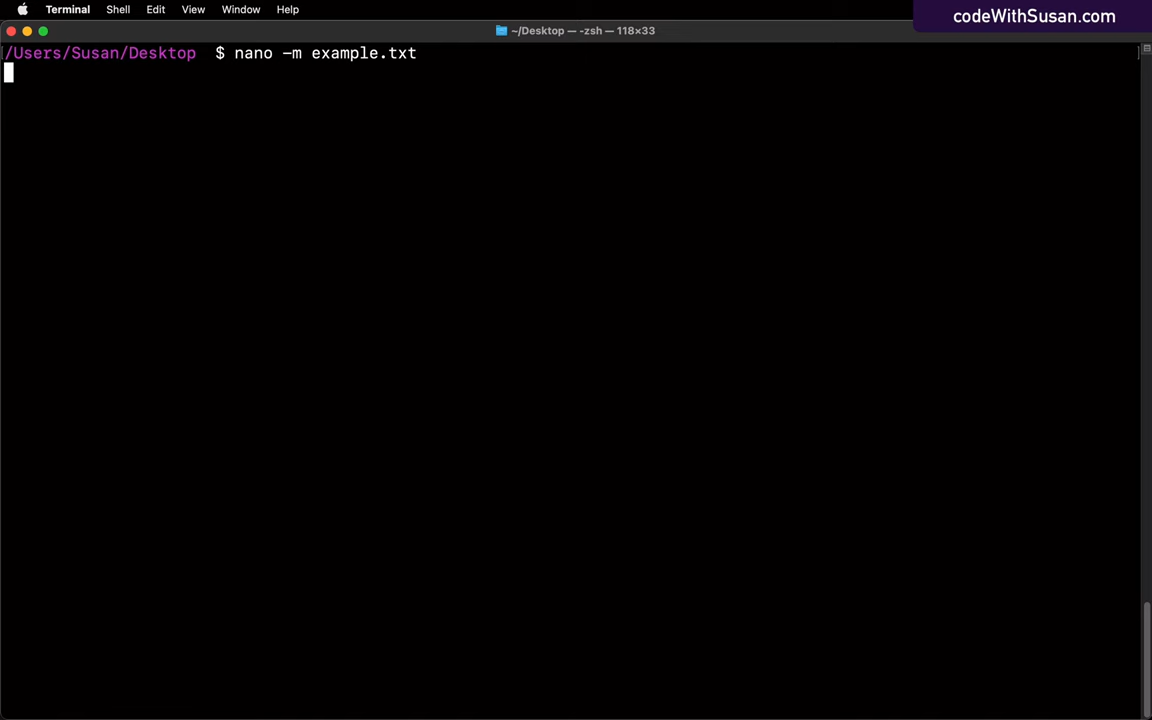 Terminal Shell Edit View Window Help
codeWithSusan.com
~/Desktop — -zsh — 118×33
/Users/Susan/Desktop $ nano -m example.txt